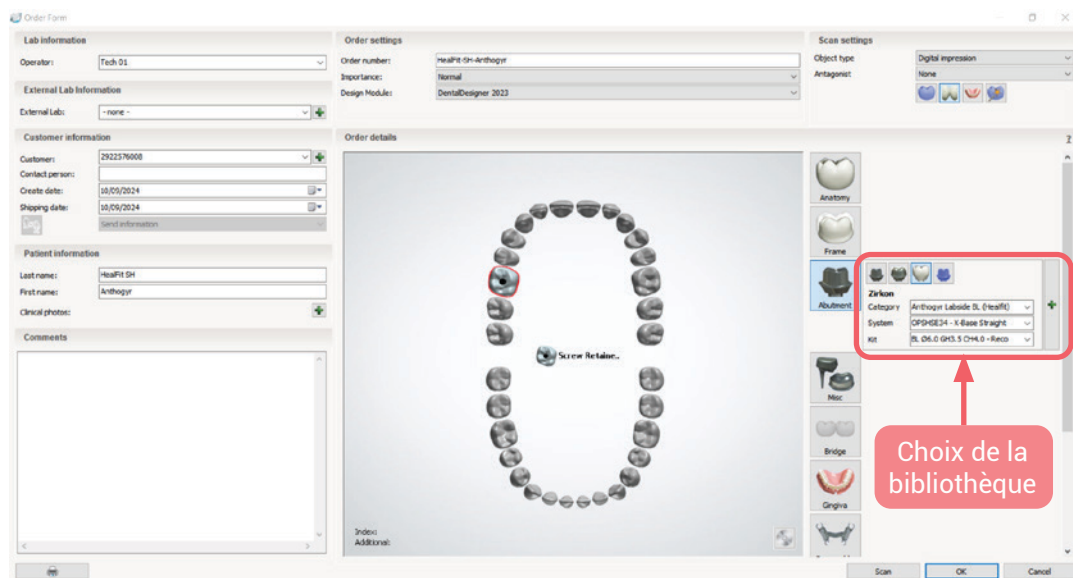 Order Form
Lab information
Operator: Tech 01
External Lab Information
External Lab: - none -
Customer information
Customer: 2922576008
Contact person:
Create date: 10/09/2024
Shipping date: 10/09/2024
Send information
Patient information
Last name: HealFit SH
First name: Anthogyr
Clinical photos:
Comments
Order settings
Order number: HealFit-SH-Anthogyr
Importance: Normal
Design Module: DentalDesigner 2023
Scan settings
Object type Digital impression
Antagonist None
Order details
?
Screw Retaine..
Index:
Additional:
Anatomy
Frame
Abutment
Misc
Bridge
Gingiva
Zirkon
Category Anthogyr Labside BL (Healfit)
System OPSHSE34 - X-Base Straight
Kit BL Ø6.0 GH3.5 CH4.0 - Reco
Choix de la
bibliothèque
Scan
OK
Cancel